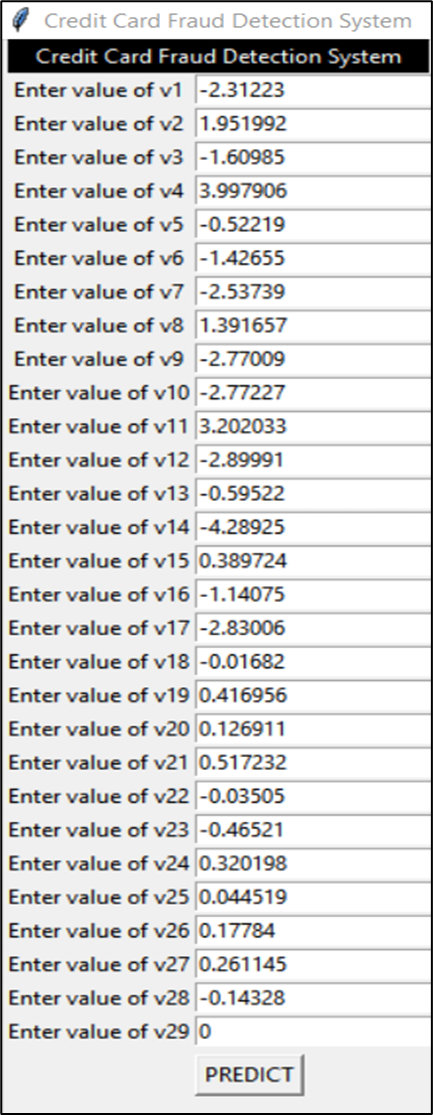 Credit Card Fraud Detection System
Credit Card Fraud Detection System
Enter value of v1 -2.31223
Enter value of v2 1.951992
Enter value of v3 -1.60985
Enter value of v4 3.997906
Enter value of v5 -0.52219
Enter value of v6 -1.42655
Enter value of v7 -2.53739
Enter value of v8 1.391657
Enter value of v9 -2.77009
Enter value of v10 -2.77227
Enter value of v11 3.202033
Enter value of v12 -2.89991
Enter value of v13 -0.59522
Enter value of v14 -4.28925
Enter value of v15 0.389724
Enter value of v16 -1.14075
Enter value of v17 -2.83006
Enter value of v18 -0.01682
Enter value of v19 0.416956
Enter value of v20 0.126911
Enter value of v21 0.517232
Enter value of v22 -0.03505
Enter value of v23 -0.46521
Enter value of v24 0.320198
Enter value of v25 0.044519
Enter value of v26 0.17784
Enter value of v27 0.261145
Enter value of v28 -0.14328
Enter value of v29 0
PREDICT